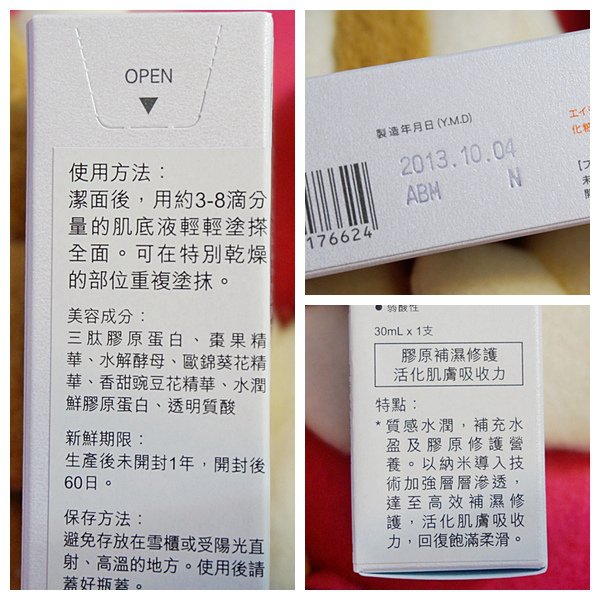 OPEN
使用方法：
潔面後，用約3-8滴分
量的肌底液輕輕塗搽
全面。可在特別乾燥
的部位重複塗抹。
美容成分：
三肽膠原蛋白、棗果精
華、水解酵母、歐錦葵花精
華、香甜豌豆花精華、水潤
鮮膠原蛋白、透明質酸
新鮮期限：
生產後未開封1年，開封後
60日。
保存方法：
避免存放在雪櫃或受陽光直
射、高溫的地方。使用後請
蓋好瓶蓋。
製造年月日(Y.M.D)
2013.10.04
ABM N
176624
エイジ
化粧
● 弱酸性
30mL x 1支
膠原補濕修護
活化肌膚吸收力
特點：
*質感水潤，補充水
盈及膠原修護營
養。以納米導入技
術加強層層滲透，
達至高效補濕修
護，活化肌膚吸收
力，回復飽滿柔滑。